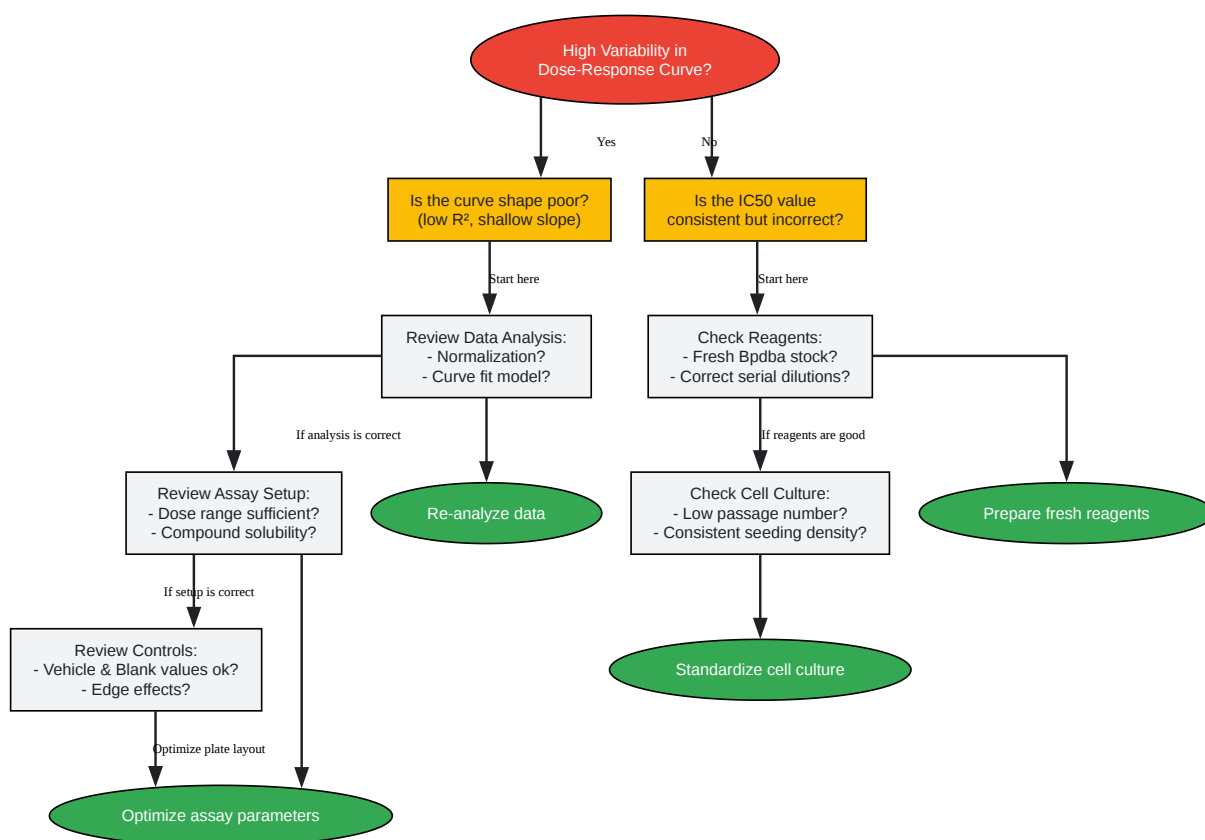 High Variability in
Dose-Response Curve?
Yes
No
Is the curve shape poor?
(low R², shallow slope)
Is the IC50 value
consistent but incorrect?
Start here
Start here
Review Data Analysis:
- Normalization?
- Curve fit model?
Check Reagents:
- Fresh Bpdba stock?
- Correct serial dilutions?
If analysis is correct
If reagents are good
Review Assay Setup:
- Dose range sufficient?
- Compound solubility?
Re-analyze data
Check Cell Culture:
- Low passage number?
- Consistent seeding density?
Prepare fresh reagents
If setup is correct
Review Controls:
- Vehicle & Blank values ok?
- Edge effects?
Standardize cell culture
Optimize plate layout
Optimize assay parameters